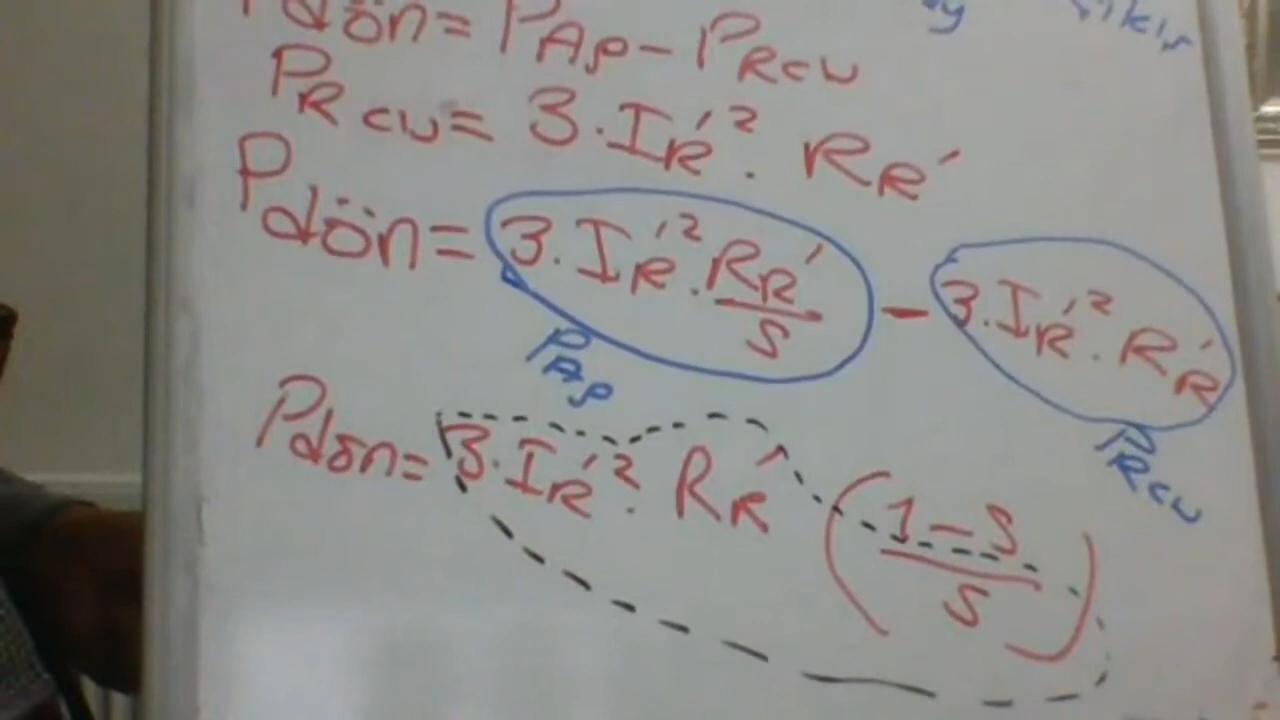 Pdön = PAP - PRCU
PRCU = 3.IR'². RR'
Pdön = 3.IR'².RR'/S - 3.IR'².RR'
PAP
PRCU
Pdön = 3.IR'². RR' (1-S/S)